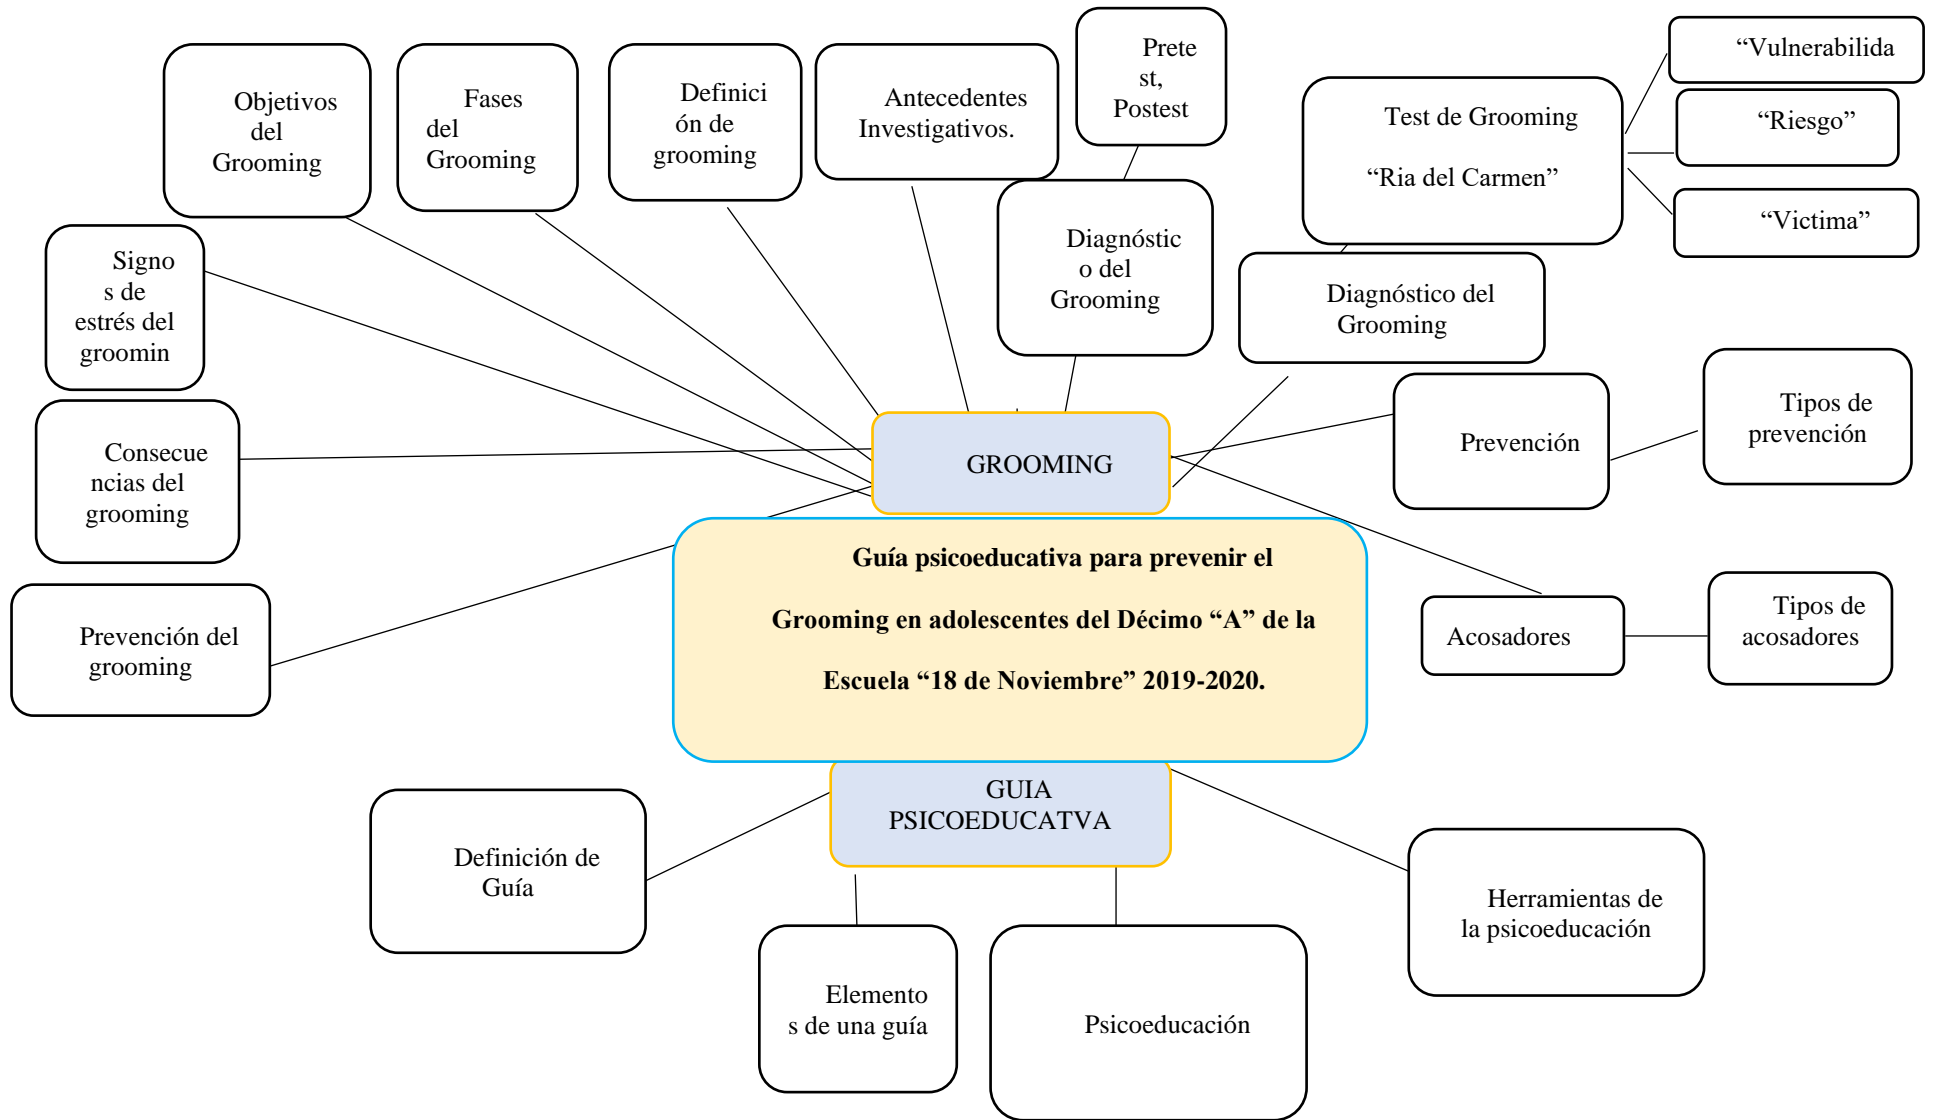 Objetivos
del
Grooming
Fases
del
Grooming
Definici
ón de
grooming
Antecedentes
Investigativos.
Prete
st,
Postest
Test de Grooming
“Ria del Carmen”
“Vulnerabilida
“Riesgo”
“Victima”
Signo
s de
estrés del
groomin
Diagnóstic
o del
Grooming
Diagnóstico del
Grooming
Consecue
ncias del
grooming
GROOMING
Prevención
Tipos de
prevención
Prevención del
grooming
Guía psicoeducativa para prevenir el
Grooming en adolescentes del Décimo “A” de la
Escuela “18 de Noviembre” 2019-2020.
Acosadores
Tipos de
acosadores
GUIA
PSICOEDUCATVA
Definición de
Guía
Elemento
s de una guía
Psicoeducación
Herramientas de
la psicoeducación